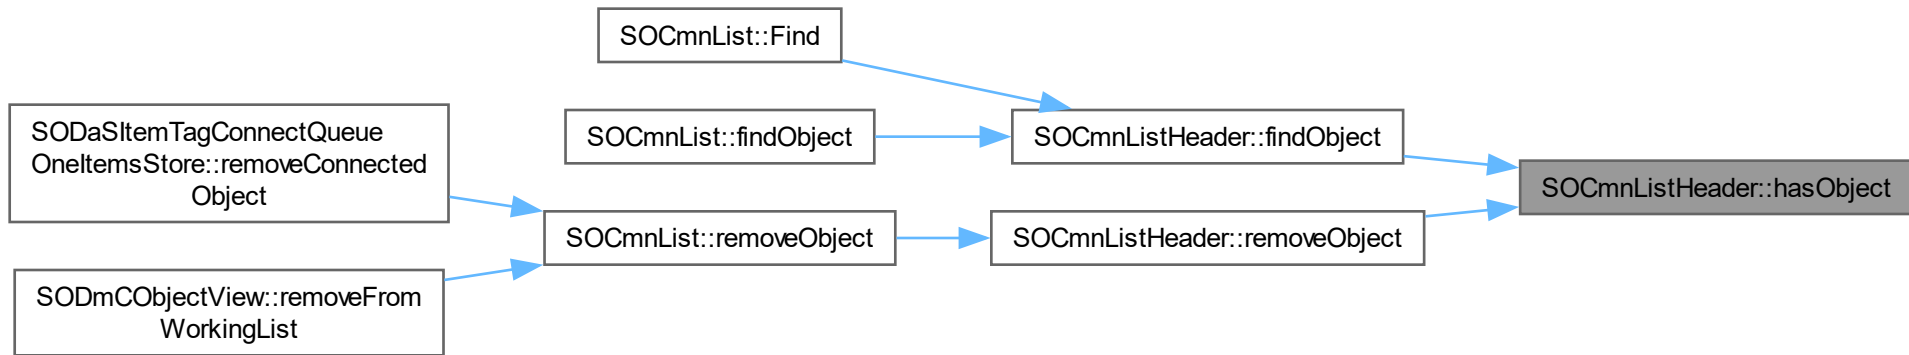 SOCmnList::Find
SODaSItemTagConnectQueue
OneItemsStore::removeConnected
Object
SOCmnList::findObject
SOCmnListHeader::findObject
SOCmnListHeader::hasObject
SOCmnList::removeObject
SOCmnListHeader::removeObject
SODmCObjectView::removeFrom
WorkingList